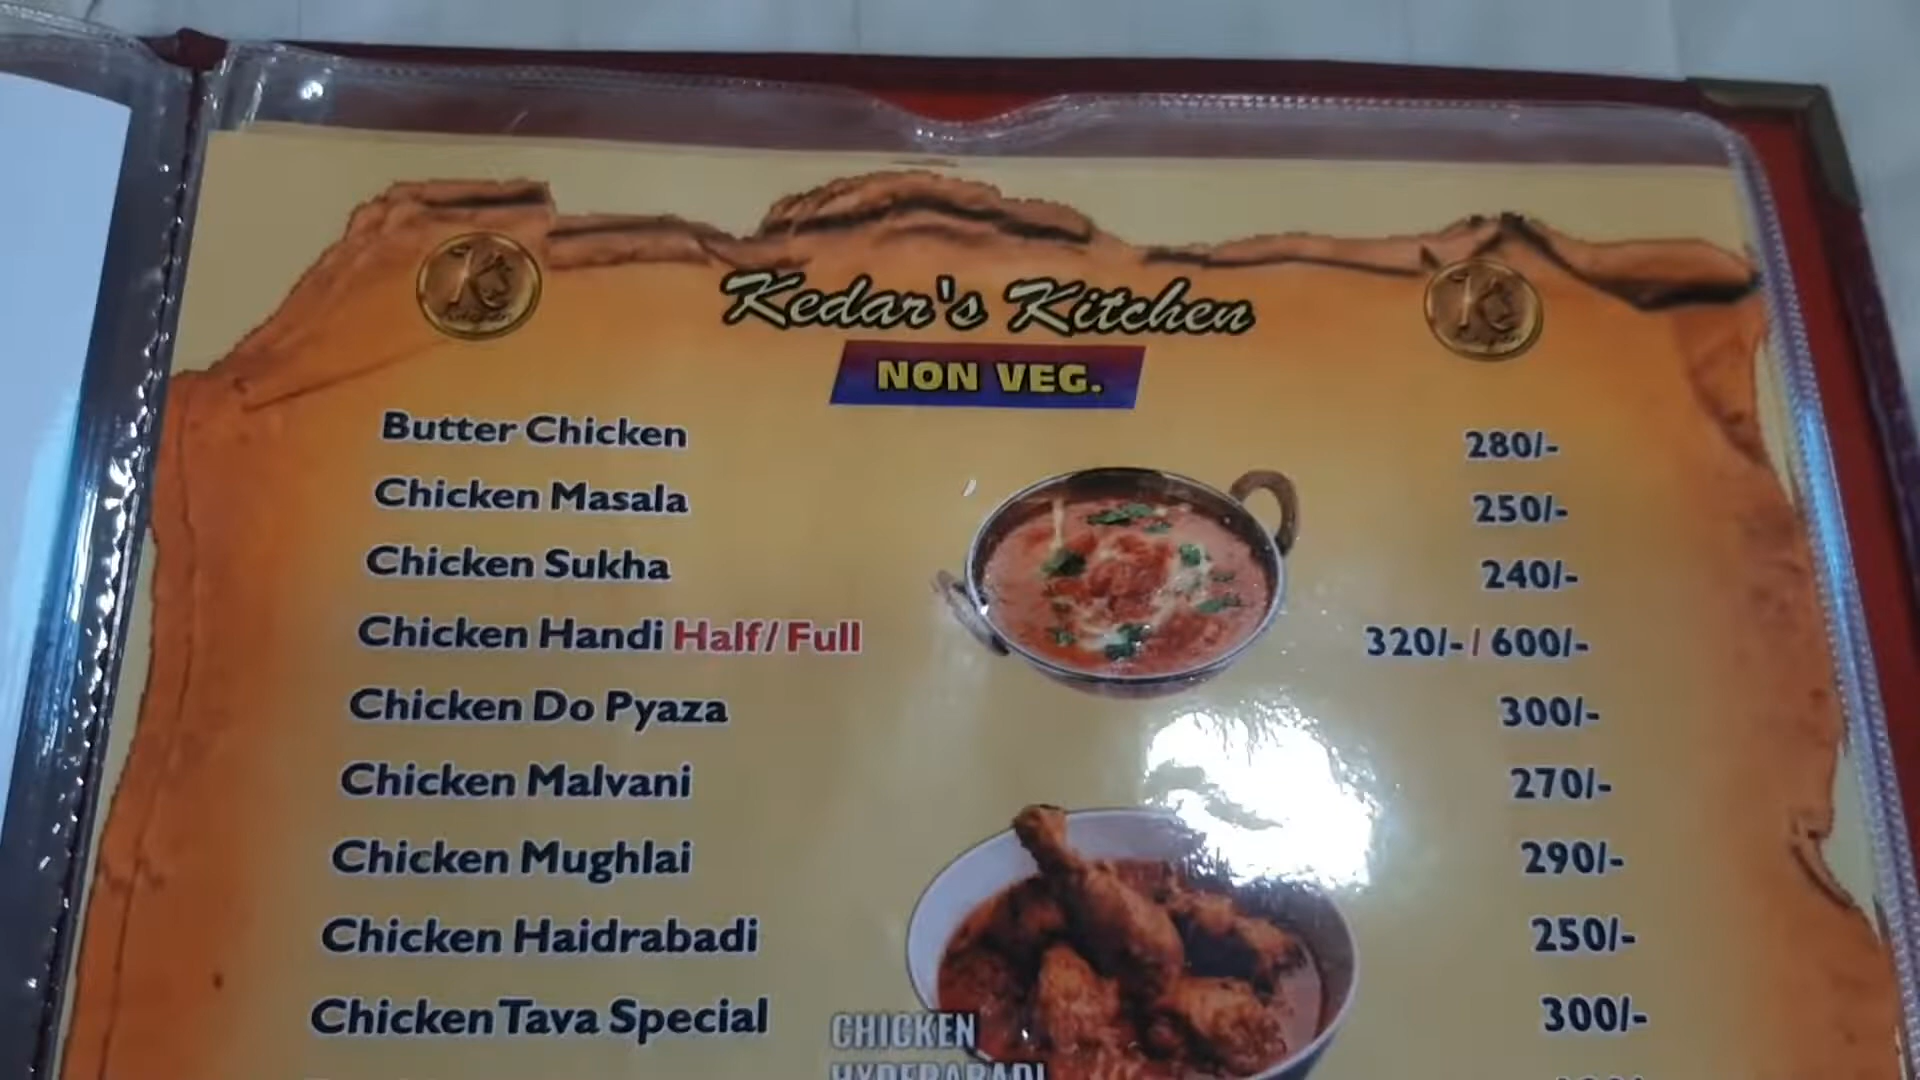 Kedar's Kitchen
NON VEG.
Butter Chicken 280/-
Chicken Masala 250/-
Chicken Sukha 240/-
Chicken Handi Half/Full 320/-/600/-
Chicken Do Pyaza 300/-
Chicken Malvani 270/-
Chicken Mughlai 290/-
Chicken Haidrabadi 250/-
Chicken Tava Special 300/-
CHICKEN
HYDERABADI